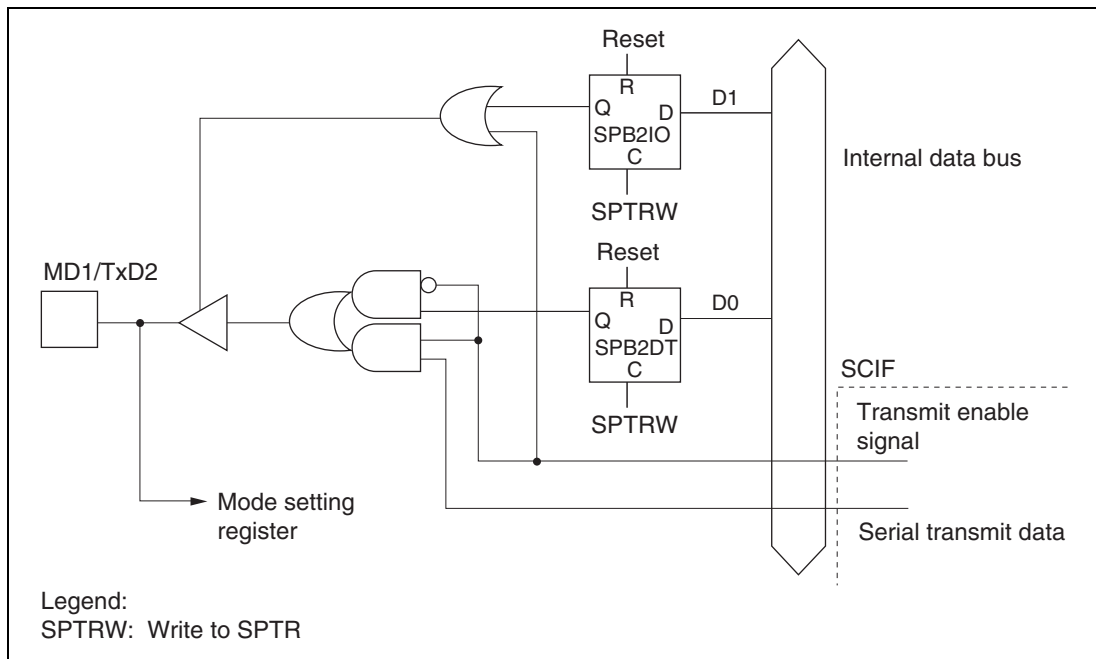 Reset
R
Q
D
SPB2IO
C
SPTRW
D1
Internal data bus
Reset
R
Q
D
SPB2DT
C
SPTRW
D0
MD1/TxD2
SCIF
Transmit enable
signal
Serial transmit data
Mode setting
register
Legend:
SPTRW: Write to SPTR